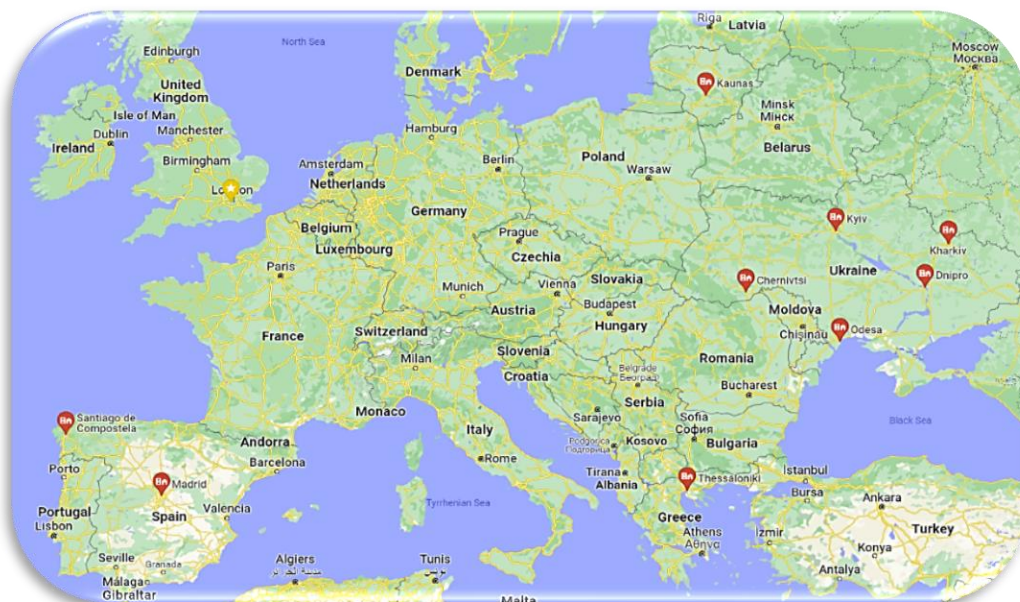 Riga
Latvia
Moscow
Москва
North Sea
Edinburgh
Denmark
Kaunas
United
Kingdom
Minsk
Мінск
Isle of Man
Dublin
Manchester
Hamburg
Ireland
Belarus
Birmingham
Amsterdam
Berlin
Poland
Warsaw
Netherlands
London
Germany
Kyiv
Belgium
Prague
Kharkiv
Luxembourg
Czechia
Paris
Ukraine
Dnipro
Slovakia
Chernivtsi
Munich
Vienna
Budapest
Austria
Moldova
Hungary
Switzerland
Chișinău
Odesa
France
Milan
Slovenia
Romania
Croatia
Belgrade
Београд
Bucharest
Serbia
Monaco
Sarajevo
Sofia
София
Santiago de
Compostela
Italy
Black Sea
Andorra
Podgorica
Подгорица
Kosovo
Bulgaria
Barcelona
Rome
Porto
Tirana
Albania
Istanbul
Madrid
Thessaloniki
Bursa
Ankara
Tyrrhenian Sea
Portugal
Valencia
Lisbon
Spain
Greece
Turkey
Athens
Αθήνα
İzmir
Konya
Seville
Granada
Algiers
Tunis
تونس
Antalya
Málaga
Gibraltar
Malta